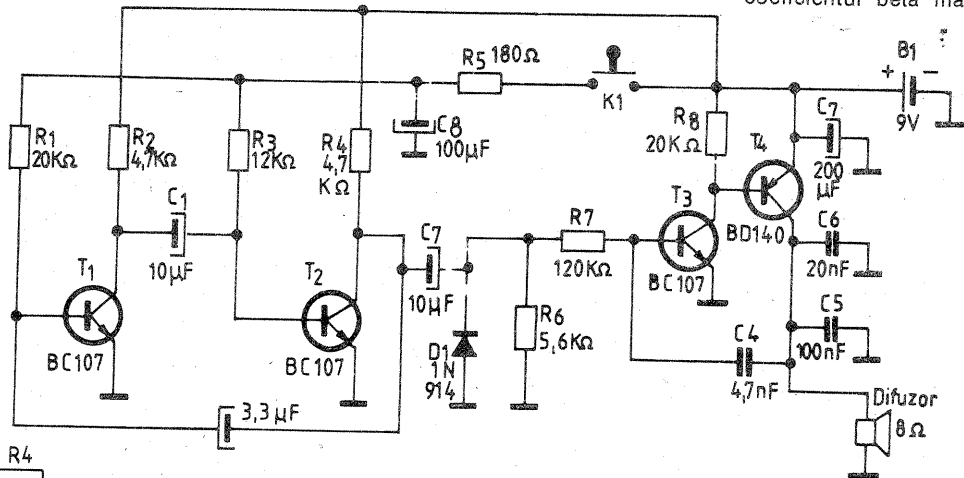 coeficientul beta ma
B1
+ −
9V
R5 180Ω
K1
R1
20KΩ
R2
4,7KΩ
R3
12KΩ
R4
4,7
KΩ
C8
100µF
R8
20KΩ
T4
C7
200
µF
C1
10µF
T3
BD140
R7
120KΩ
C7
10µF
BC107
C6
20nF
T1
BC107
T2
BC107
R6
5,6KΩ
D1
1N
914
C5
100nF
C4
4,7nF
3,3µF
Difuzor
8Ω
R4